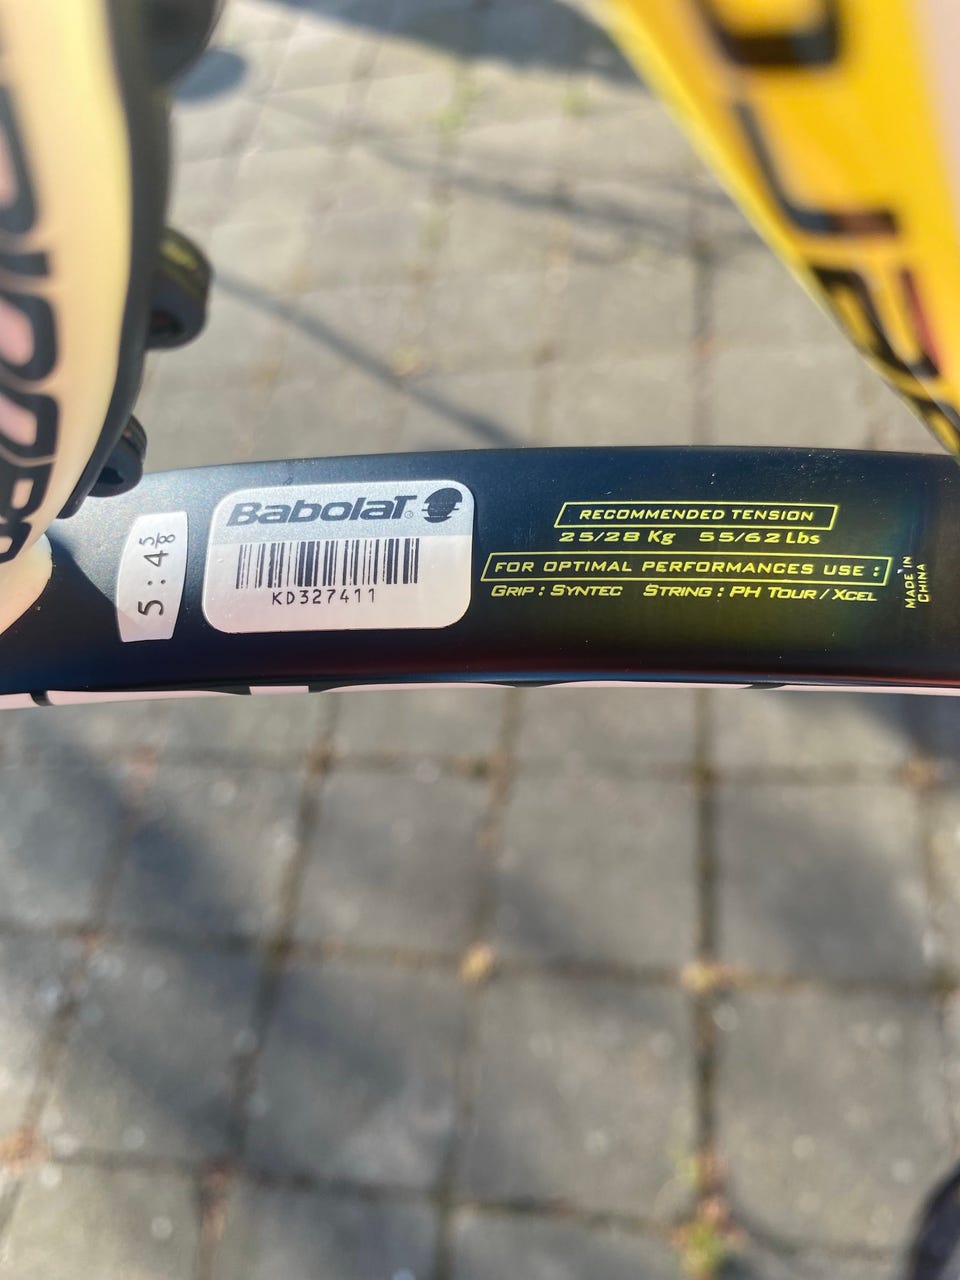 5 : 4 5/8
BABOLAT
KD327411
RECOMMENDED TENSION
25/28 Kg 55/62 Lbs
FOR OPTIMAL PERFORMANCES USE :
GRIP : SYNTEC STRING : PH TOUR / XCEL
MADE IN
CHINA